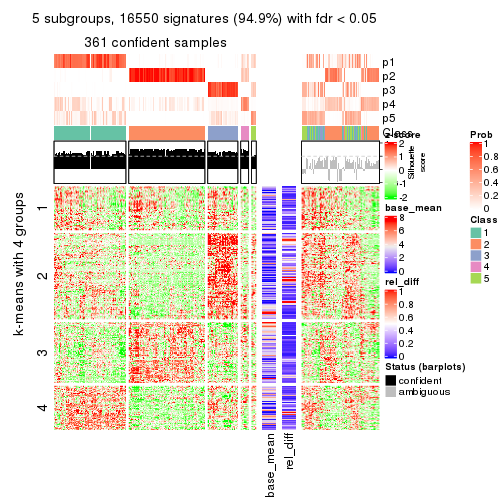 5 subgroups, 16550 signatures (94.9%) with fdr < 0.05
361 confident samples
p1
p2
p3
p4
p5
Class
k-means with 4 groups
1
2
3
4
base_mean
rel_diff
z-score
2
1
0
-1
-2
Silhouette
score
base_mean
8
6
4
2
0
rel_diff
1
0.8
0.6
0.4
0.2
0
Status (barplots)
confident
ambiguous
Prob
1
0.8
0.6
0.4
0.2
0
Class
1
2
3
4
5